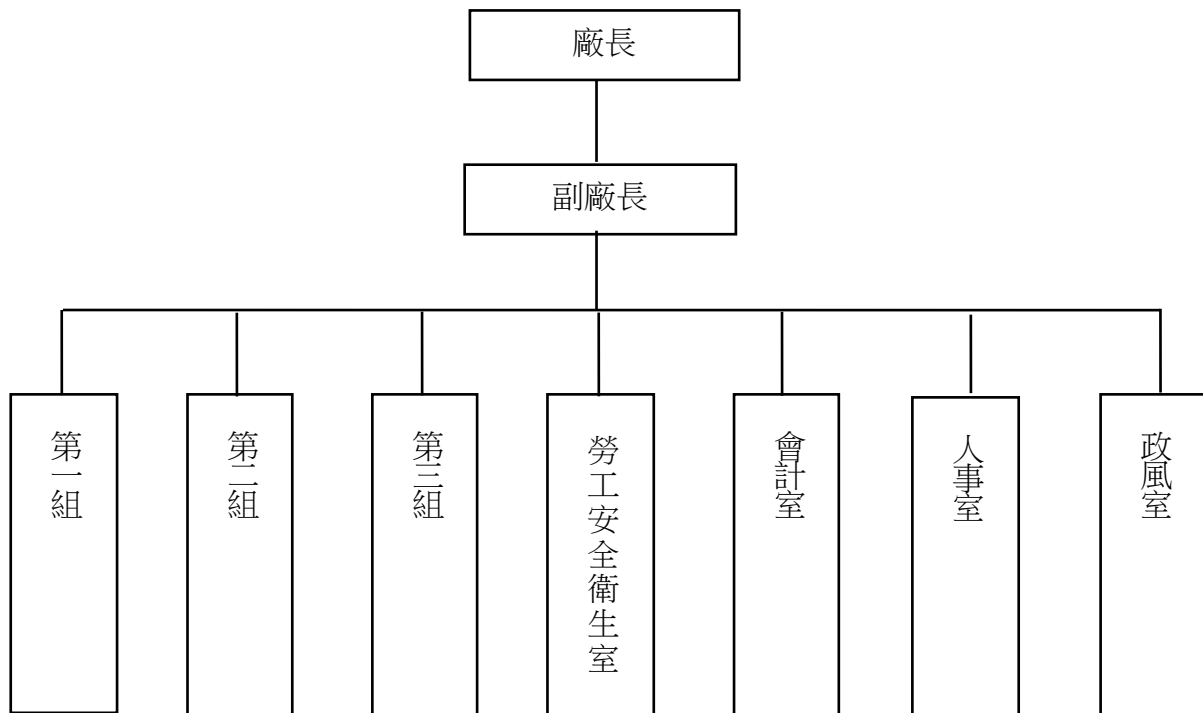 廠長
副廠長
第一組
第二組
第三組
勞工安全衛生室
會計室
人事室
政風室